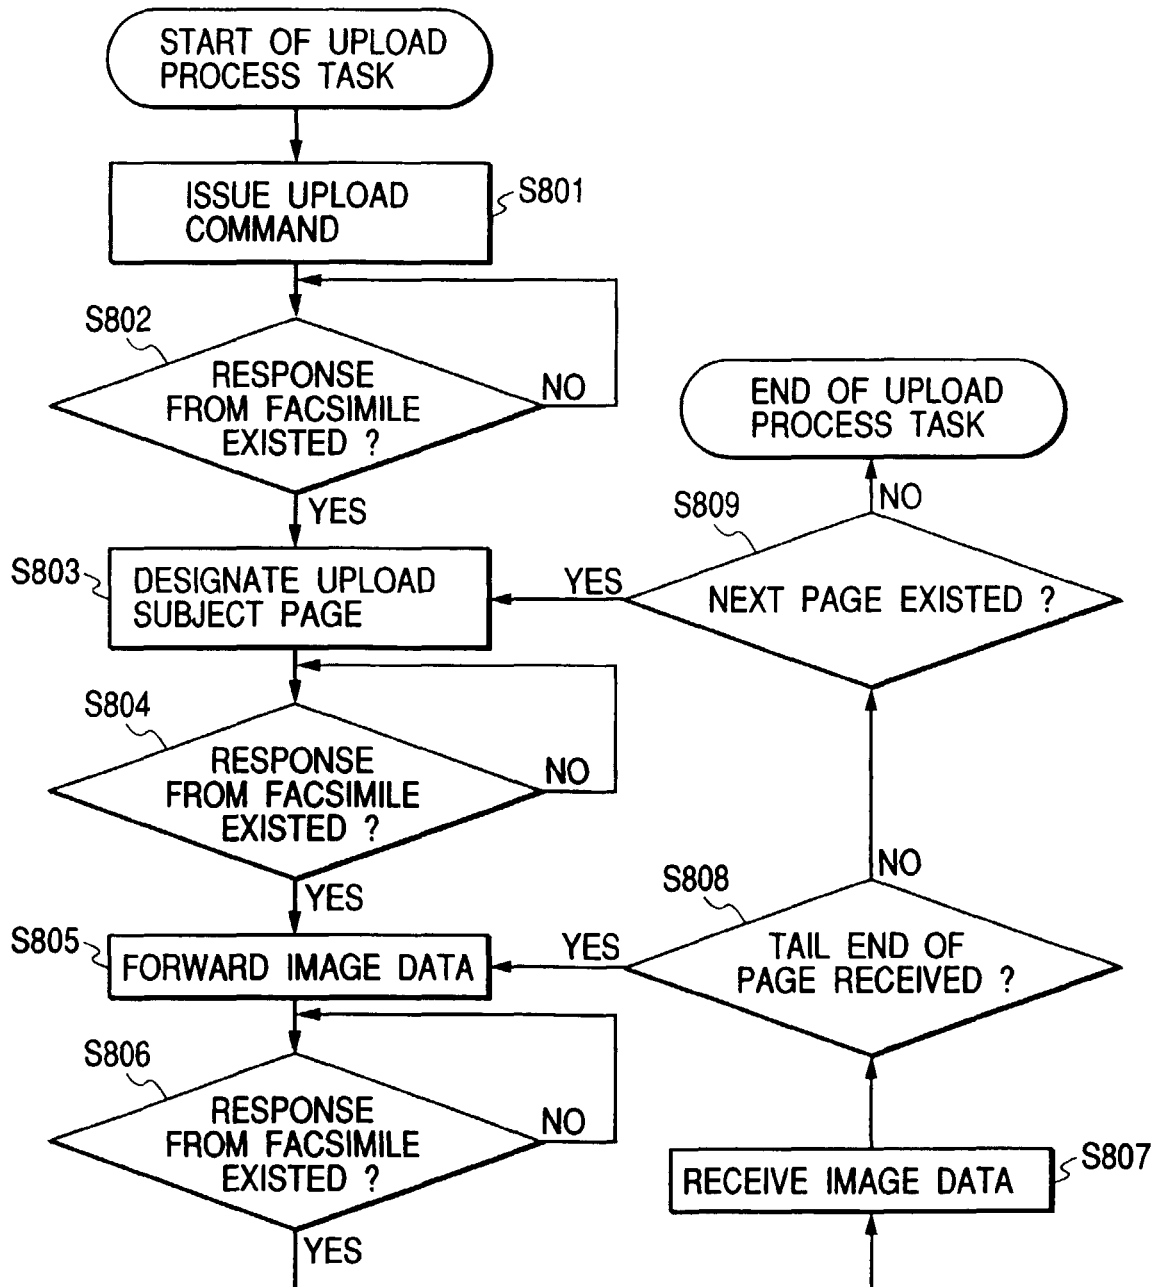 START OF UPLOAD
PROCESS TASK
ISSUE UPLOAD
COMMAND
S801
S802
RESPONSE
FROM FACSIMILE
EXISTED ?
NO
YES
S803
DESIGNATE UPLOAD
SUBJECT PAGE
S804
RESPONSE
FROM FACSIMILE
EXISTED ?
NO
YES
S805
FORWARD IMAGE DATA
S806
RESPONSE
FROM FACSIMILE
EXISTED ?
NO
YES
END OF UPLOAD
PROCESS TASK
NO
S809
YES
NEXT PAGE EXISTED ?
NO
S808
YES
TAIL END OF
PAGE RECEIVED ?
RECEIVE IMAGE DATA
S807